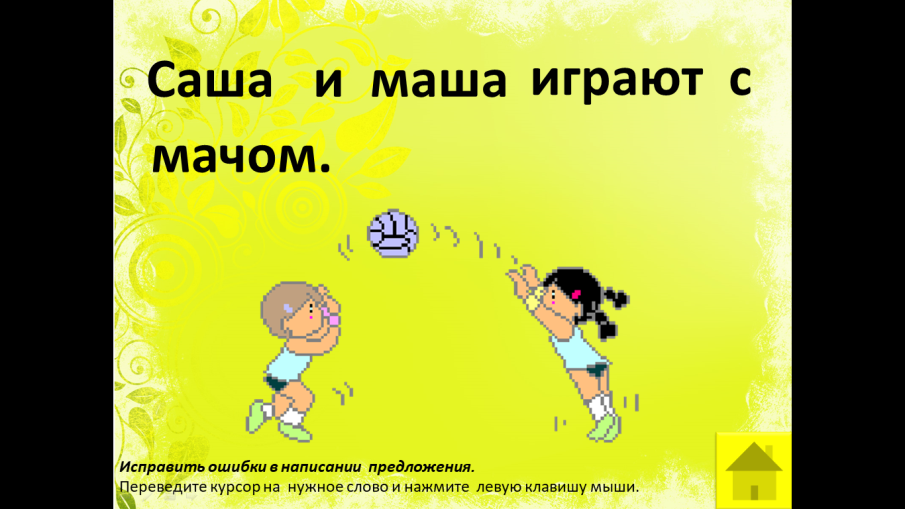 Саша и маша играют с
мачом.
Исправить ошибки в написании предложения.
Переведите курсор на нужное слово и нажмите левую клавишу мыши.